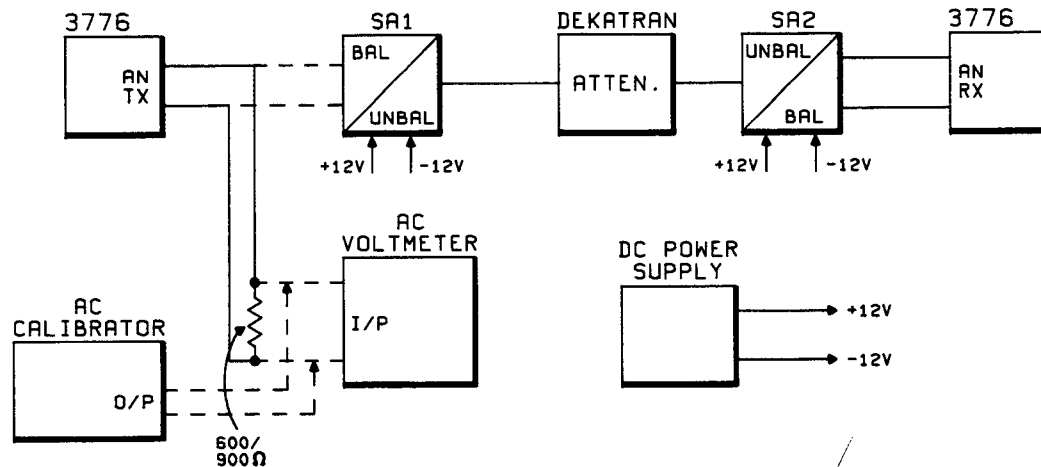 3776
SA1
DEKATRAN
SA2
3776
AN
TX
BAL
UNBAL
ATTEN.
UNBAL
BAL
AN
RX
+12V
-12V
+12V
-12V
AC
VOLTMETER
I/P
DC POWER
SUPPLY
+12V
-12V
AC
CALIBRATOR
O/P
600/
900Ω